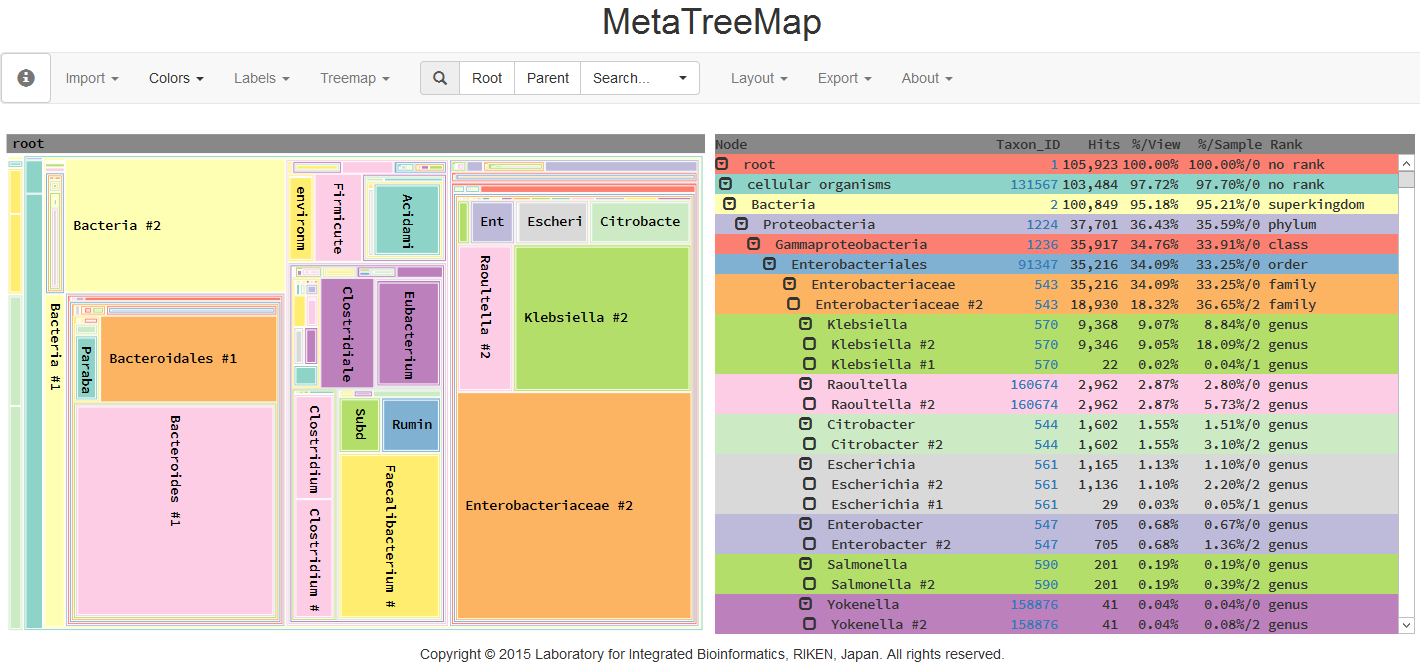 MetaTreeMap
Import Colors Labels Treemap Root Parent Search... Layout Export About
root
Bacteria #2
Bacteria #1
Bacteroidales #1
Paraba
Bacteroides #1
environm
Firmicute
Acidami
Clostridiale
Eubacterium
Clostridium
Clostridium #
Subd
Rumin
Faecalibacterium #
Ent
Escheri
Citrobacte
Raoultella #2
Klebsiella #2
Enterobacteriaceae #2
Node Taxon_ID Hits %/View %/Sample Rank
root 1 105,923 100.00% 100.00%/0 no rank
cellular organisms 131567 103,484 97.72% 97.70%/0 no rank
Bacteria 2 100,849 95.18% 95.21%/0 superkingdom
Proteobacteria 1224 37,701 36.43% 35.59%/0 phylum
Gammaproteobacteria 1236 35,917 34.76% 33.91%/0 class
Enterobacteriales 91347 35,216 34.09% 33.25%/0 order
Enterobacteriaceae 543 35,216 34.09% 33.25%/0 family
Enterobacteriaceae #2 543 18,930 18.32% 36.65%/2 family
Klebsiella 570 9,368 9.07% 8.84%/0 genus
Klebsiella #2 570 9,346 9.05% 18.09%/2 genus
Klebsiella #1 570 22 0.02% 0.04%/1 genus
Raoultella 160674 2,962 2.87% 2.80%/0 genus
Raoultella #2 160674 2,962 2.87% 5.73%/2 genus
Citrobacter 544 1,602 1.55% 1.51%/0 genus
Citrobacter #2 544 1,602 1.55% 3.10%/2 genus
Escherichia 561 1,165 1.13% 1.10%/0 genus
Escherichia #2 561 1,136 1.10% 2.20%/2 genus
Escherichia #1 561 29 0.03% 0.05%/1 genus
Enterobacter 547 705 0.68% 0.67%/0 genus
Enterobacter #2 547 705 0.68% 1.36%/2 genus
Salmonella 590 201 0.19% 0.19%/0 genus
Salmonella #2 590 201 0.19% 0.39%/2 genus
Yokenella 158876 41 0.04% 0.04%/0 genus
Yokenella #2 158876 41 0.04% 0.08%/2 genus
Copyright © 2015 Laboratory for Integrated Bioinformatics, RIKEN, Japan. All rights reserved.